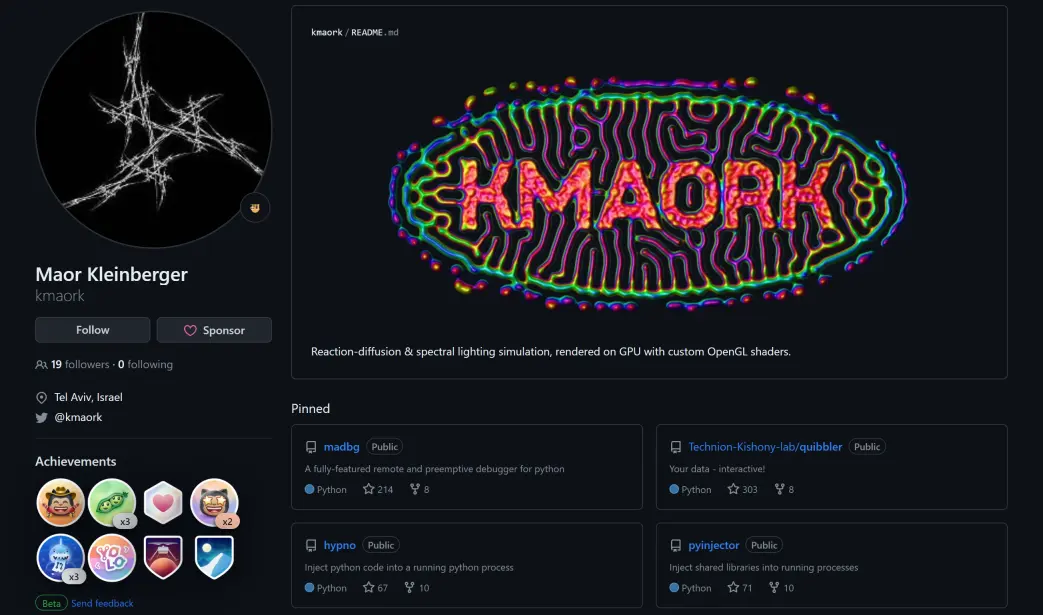 kmaork/README.md
KMAORK
Reaction-diffusion & spectral lighting simulation, rendered on GPU with custom OpenGL shaders.
Maor Kleinberger
kmaork
Follow
Sponsor
19 followers · 0 following
Tel Aviv, Israel
@kmaork
Achievements
x3
x2
x3
YOLO
Beta Send feedback
Pinned
madbg Public
A fully-featured remote and preemptive debugger for python
Python 214 8
Technion-Kishony-lab/quibbler Public
Your data - interactive!
Python 303 8
hypno Public
Inject python code into a running python process
Python 67 10
pyinjector Public
Inject shared libraries into running processes
Python 71 10